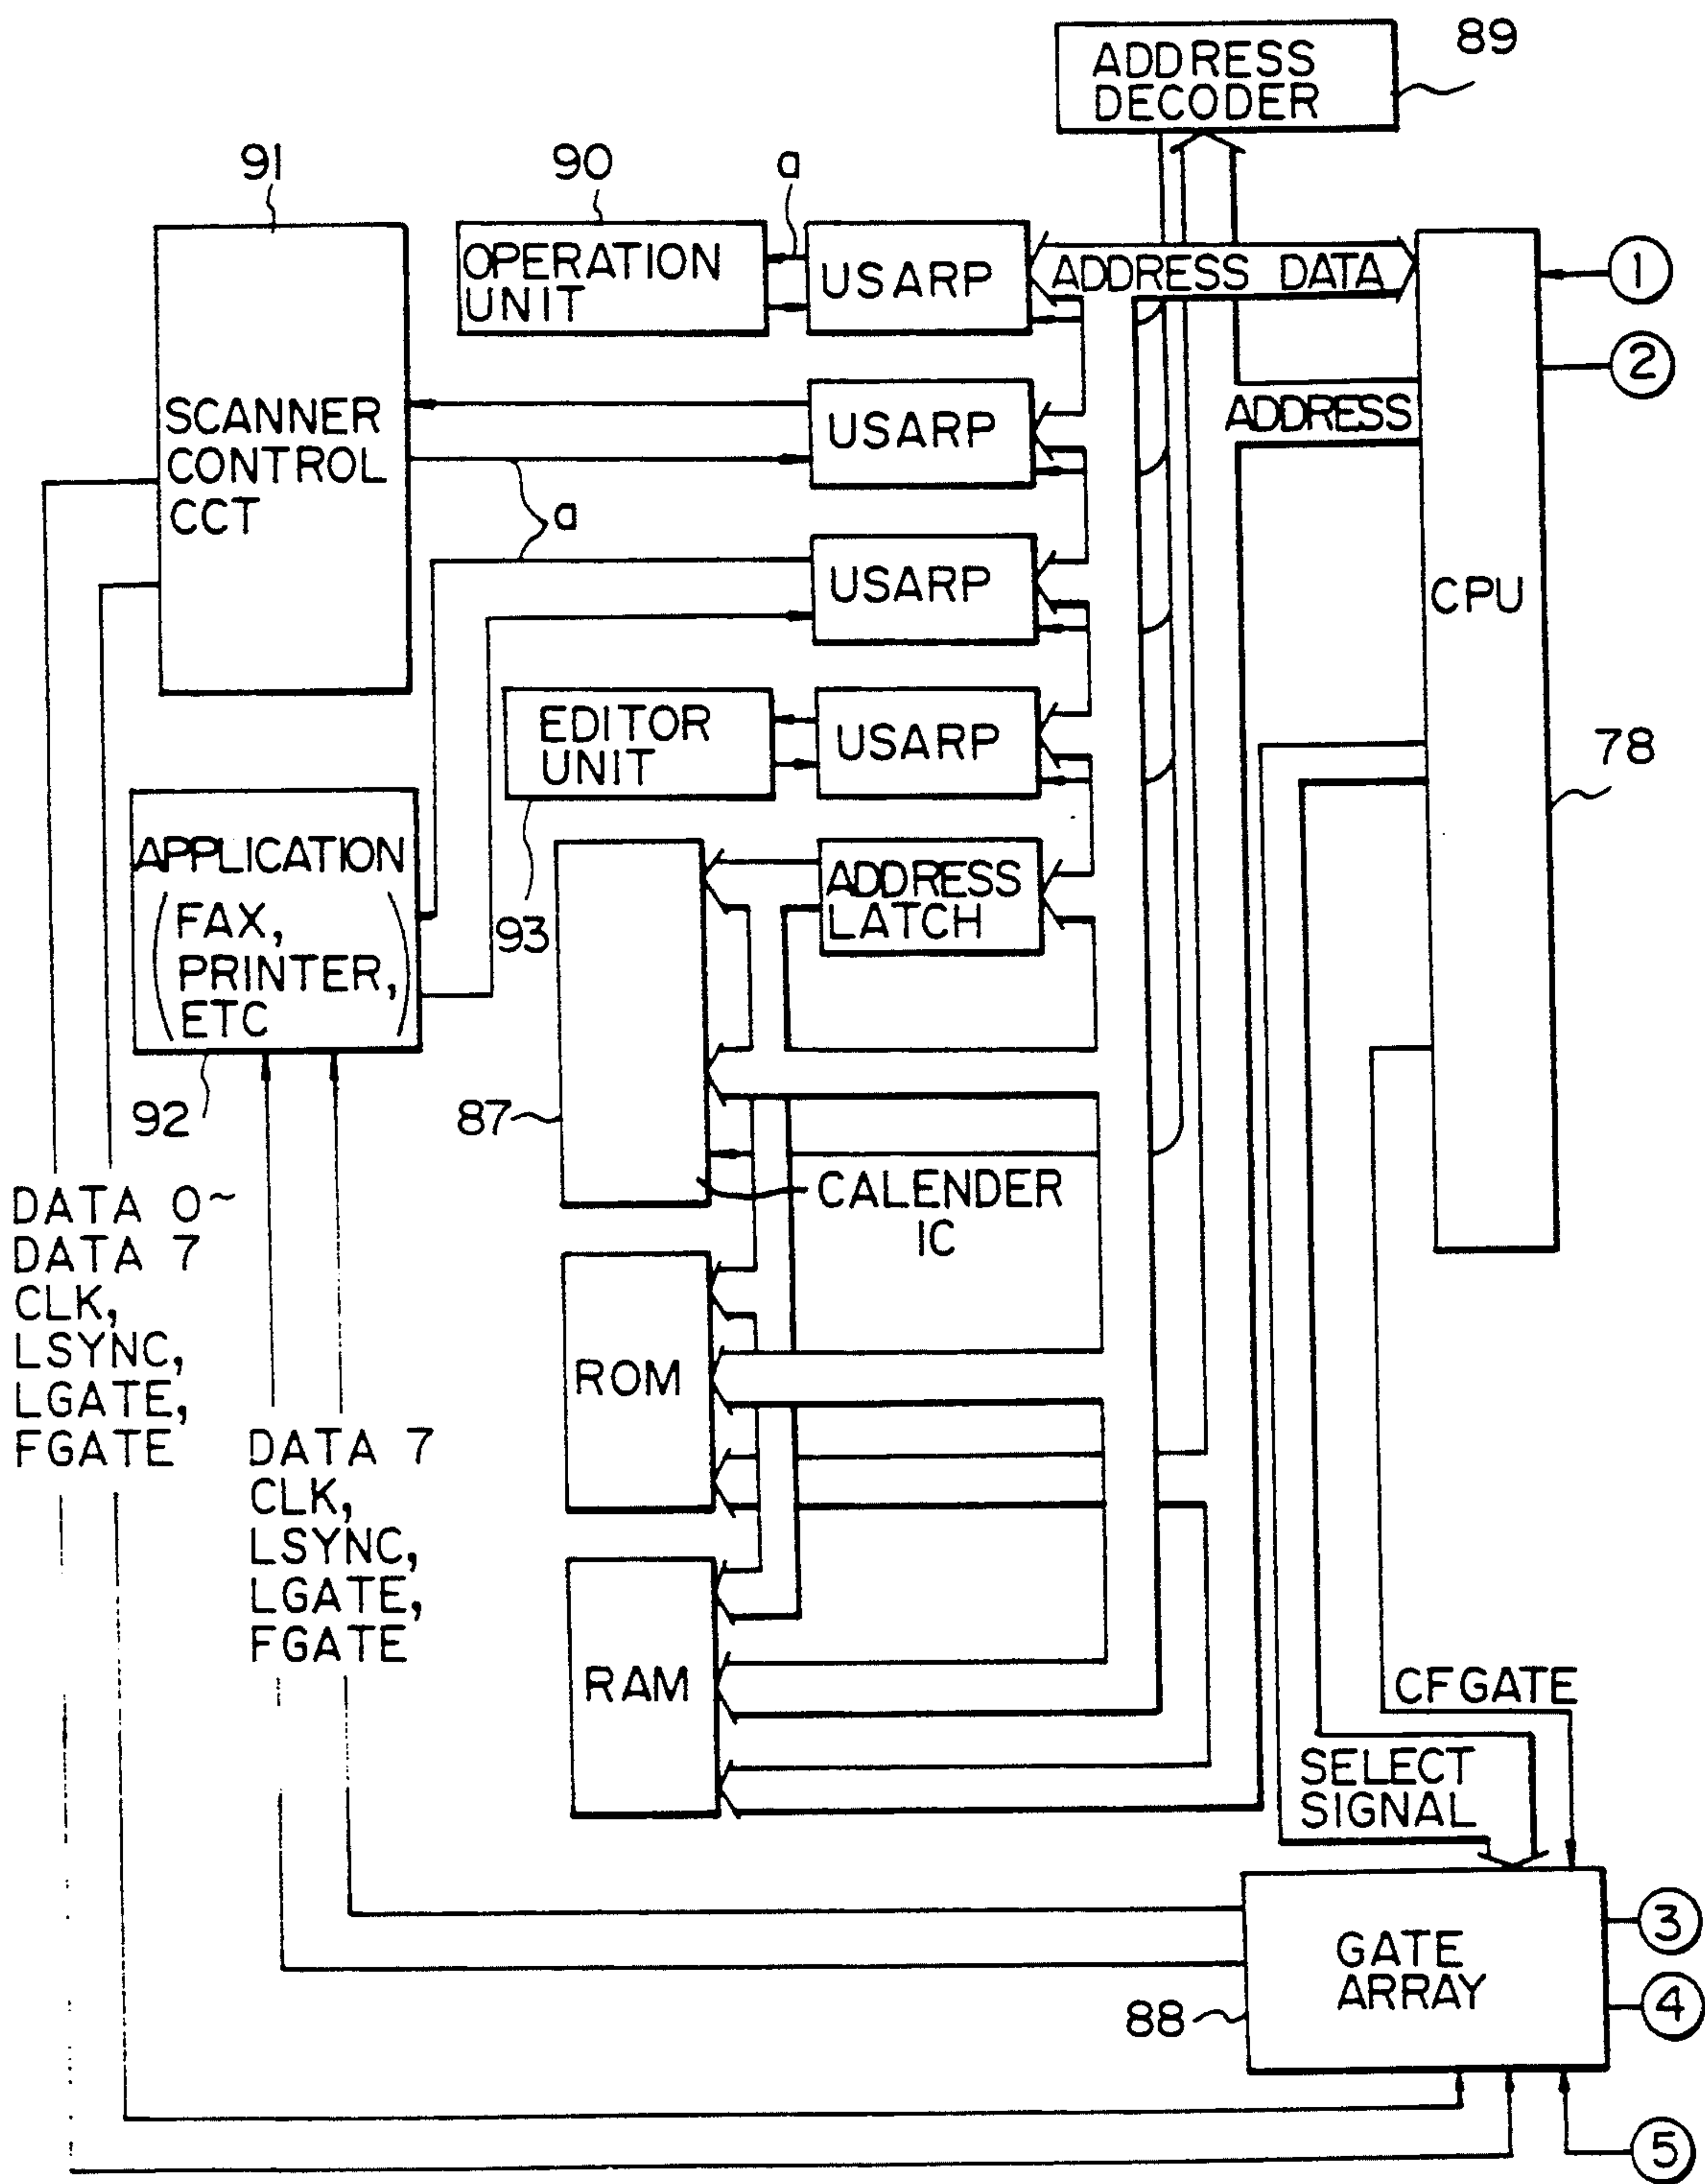 89
ADDRESS
DECODER
91
90
a
OPERATION
UNIT
USARP
ADDRESS DATA
1
2
SCANNER
CONTROL
CCT
USARP
ADDRESS
a
USARP
CPU
78
EDITOR
UNIT
USARP
93
APPLICATION
(FAX,
PRINTER,
ETC)
92
ADDRESS
LATCH
87
CALENDER
IC
DATA 0~
DATA 7
CLK,
LSYNC,
LGATE,
FGATE
ROM
DATA 7
CLK,
LSYNC,
LGATE,
FGATE
RAM
CFGATE
SELECT
SIGNAL
GATE
ARRAY
88
3
4
5